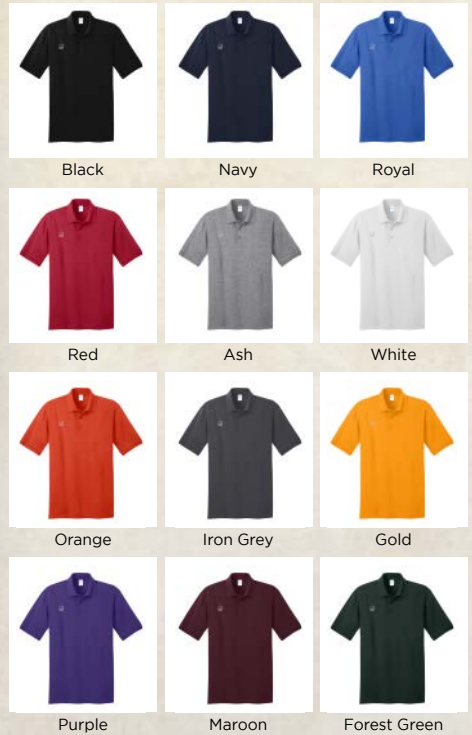 Black
Navy
Royal
Red
Ash
White
Orange
Iron Grey
Gold
Purple
Maroon
Forest Green